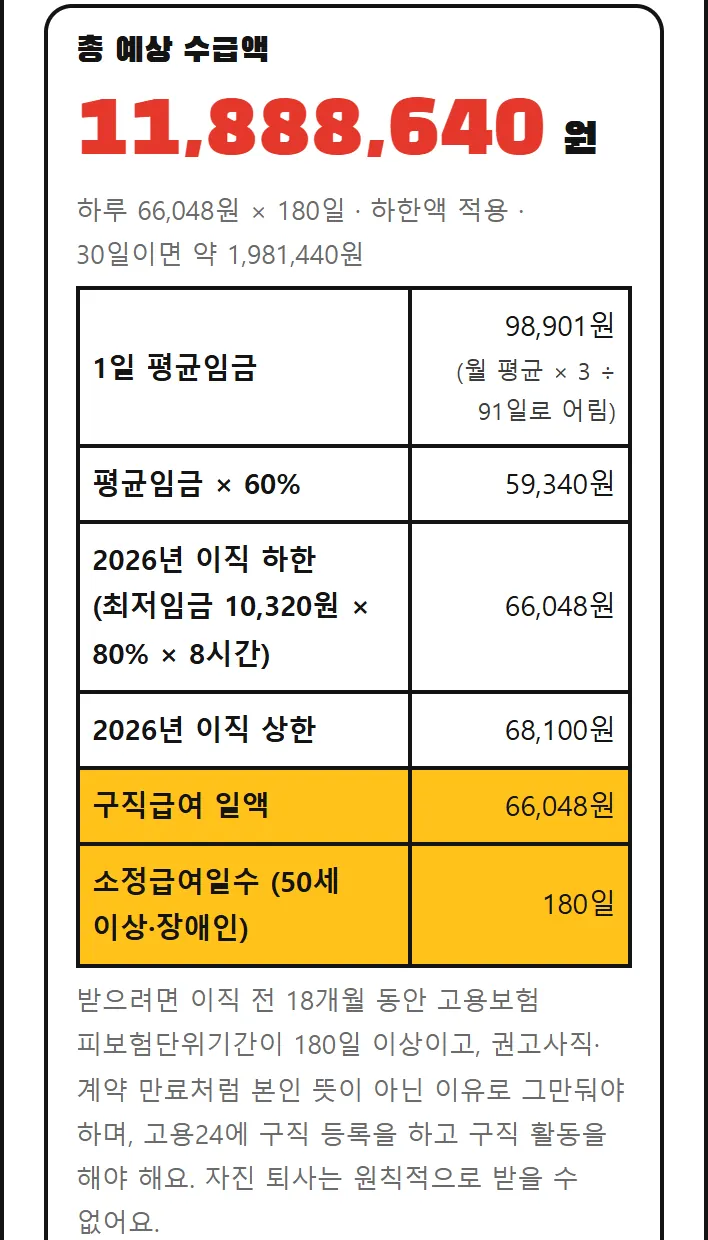 총 예상 수급액
11,888,640 원
하루 66,048원 × 180일 · 하한액 적용 ·
30일이면 약 1,981,440원
1일 평균임금
98,901원
(월 평균 × 3 ÷
91일로 어림)
평균임금 × 60%
59,340원
2026년 이직 하한
(최저임금 10,320원 ×
80% × 8시간)
66,048원
2026년 이직 상한
68,100원
구직급여 일액
66,048원
소정급여일수 (50세
이상·장애인)
180일
받으려면 이직 전 18개월 동안 고용보험
피보험단위기간이 180일 이상이고, 권고사직·
계약 만료처럼 본인 뜻이 아닌 이유로 그만둬야
하며, 고용24에 구직 등록을 하고 구직 활동을
해야 해요. 자진 퇴사는 원칙적으로 받을 수
없어요.